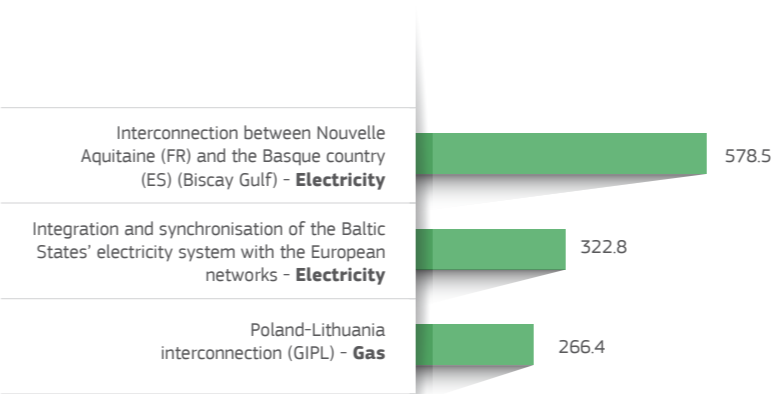 Interconnection between Nouvelle
Aquitaine (FR) and the Basque country
(ES) (Biscay Gulf) - Electricity
578.5
Integration and synchronisation of the Baltic
States’ electricity system with the European
networks - Electricity
322.8
Poland-Lithuania
interconnection (GIPL) - Gas
266.4